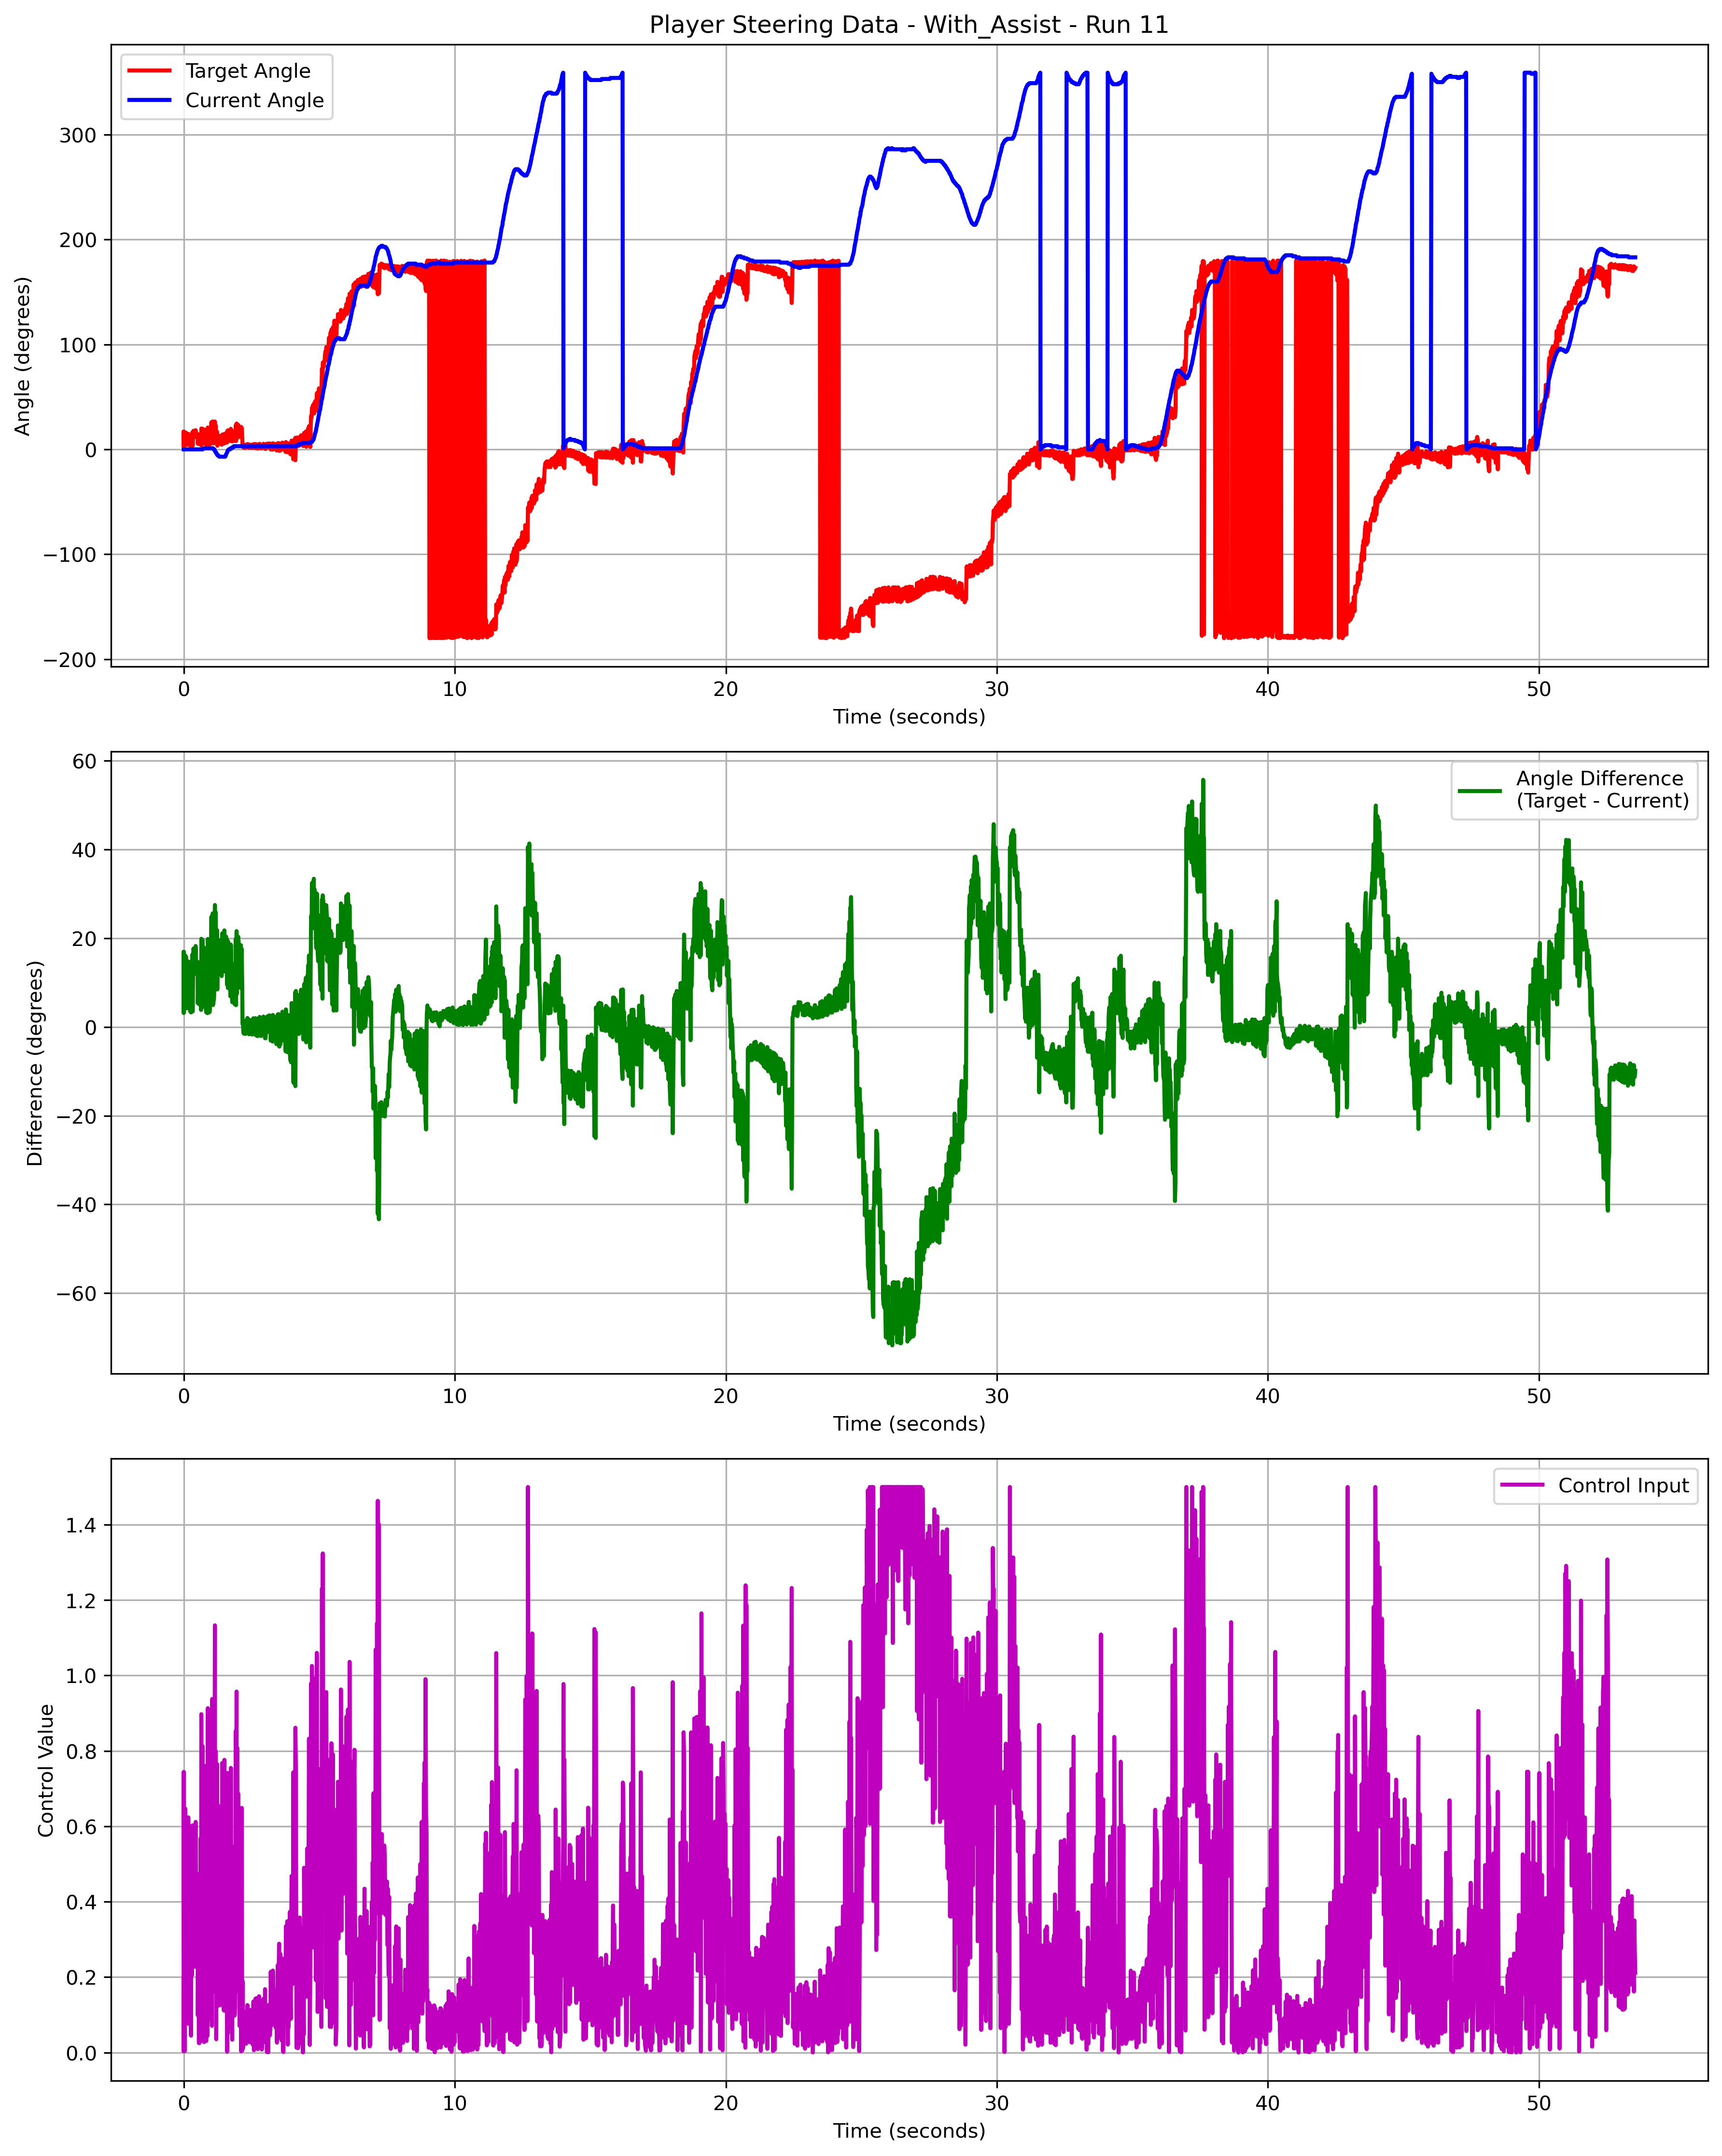 Player Steering Data - With_Assist - Run 11
Target Angle
Current Angle
300
200
100
0
−100
−200
Angle (degrees)
0 10 20 30 40 50
Time (seconds)
Angle Difference
(Target - Current)
60
40
20
0
−20
−40
−60
Difference (degrees)
0 10 20 30 40 50
Time (seconds)
Control Input
1.4
1.2
1.0
0.8
0.6
0.4
0.2
0.0
Control Value
0 10 20 30 40 50
Time (seconds)